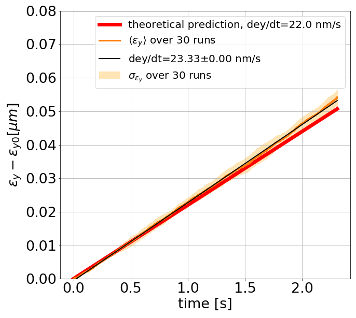 0.08
0.07
0.06
0.05
0.04
0.03
0.02
0.01
0.00
εy − εy0[μm]
theoretical prediction, dey/dt=22.0 nm/s
⟨εy⟩ over 30 runs
dey/dt=23.33±0.00 nm/s
σεy over 30 runs
0.0 0.5 1.0 1.5 2.0
time [s]